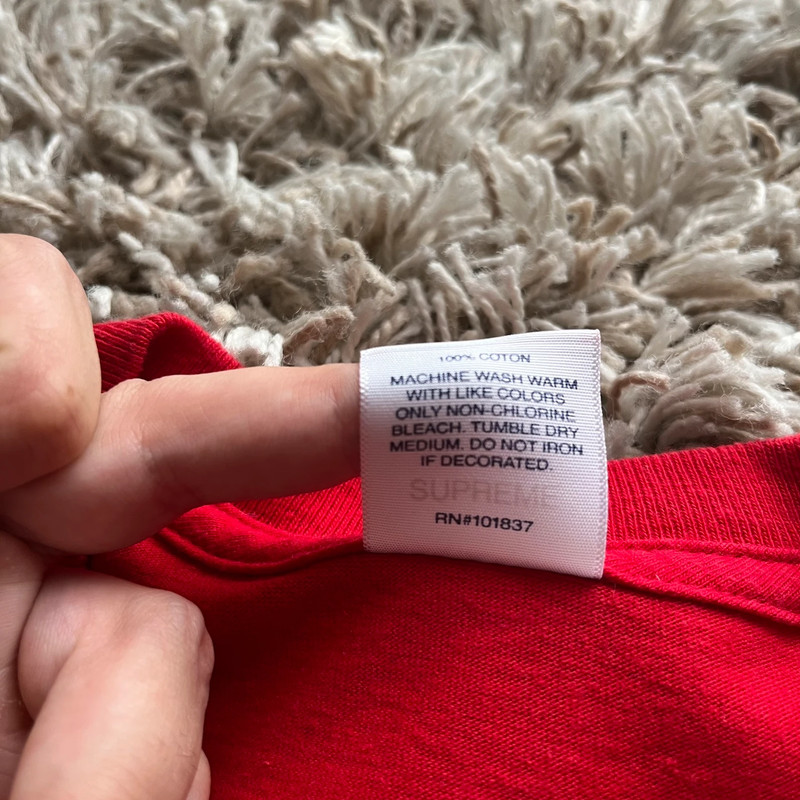 100% COTON
MACHINE WASH WARM
WITH LIKE COLORS
ONLY NON-CHLORINE
BLEACH. TUMBLE DRY
MEDIUM. DO NOT IRON
IF DECORATED.
SUPREME
RN#101837